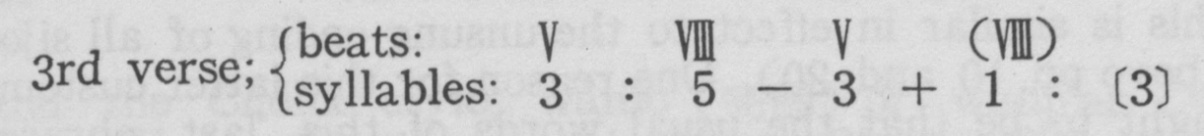 3rd verse; { beats: V VIII V (VIII)
syllables: 3 : 5 – 3 + 1 : [3]